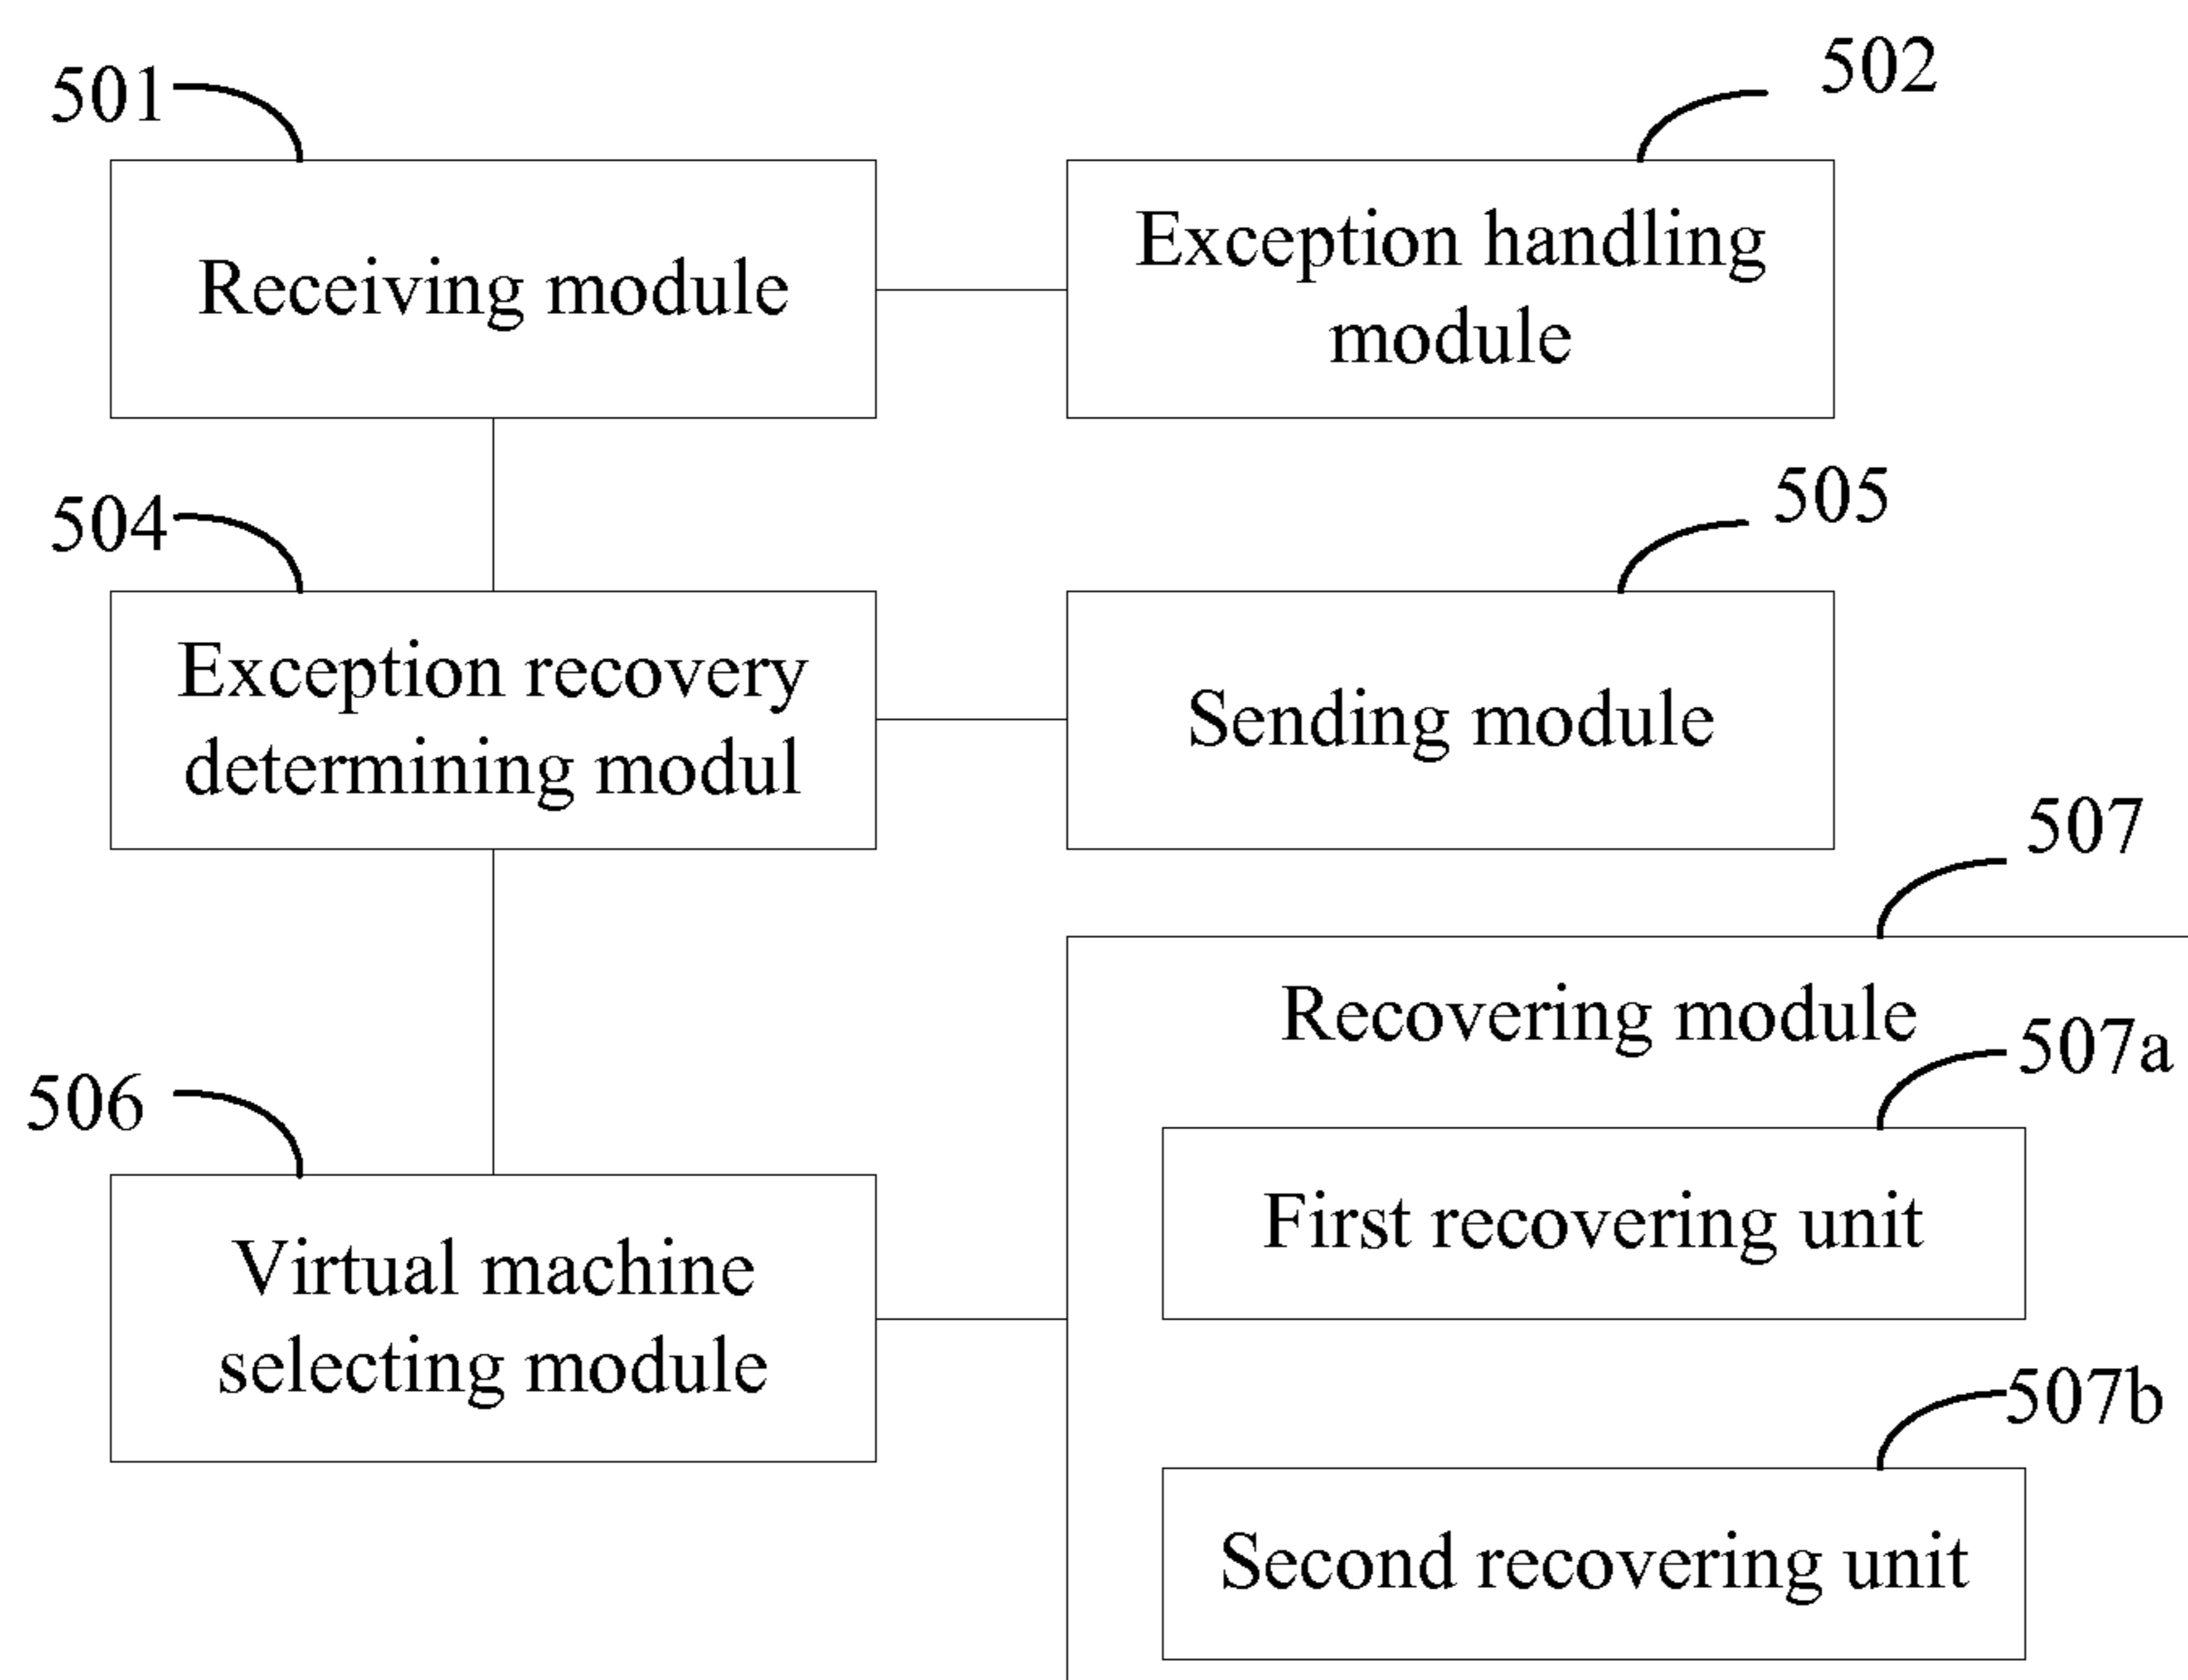 501
502
Receiving module
Exception handling
module
504
505
Exception recovery
determining modul
Sending module
507
Recovering module
507a
506
First recovering unit
Virtual machine
selecting module
507b
Second recovering unit